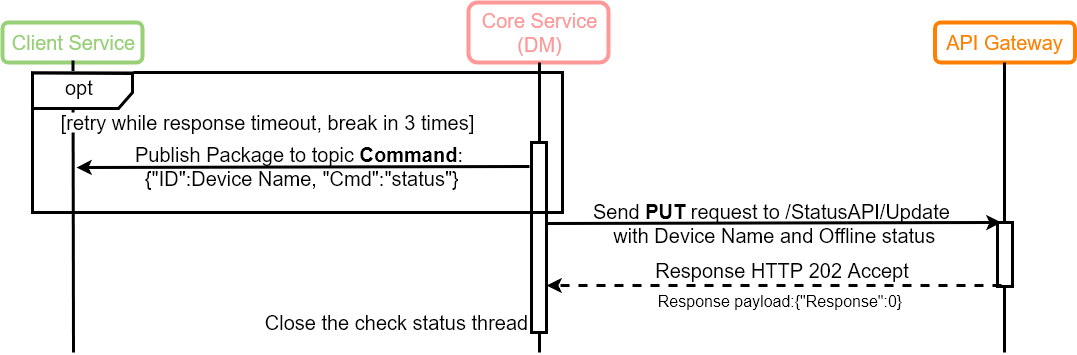 Client Service
Core Service
(DM)
API Gateway
opt
[retry while response timeout, break in 3 times]
Publish Package to topic Command:
{"ID":Device Name, "Cmd":"status"}
Send PUT request to /StatusAPI/Update
with Device Name and Offline status
Response HTTP 202 Accept
Response payload:{"Response":0}
Close the check status thread